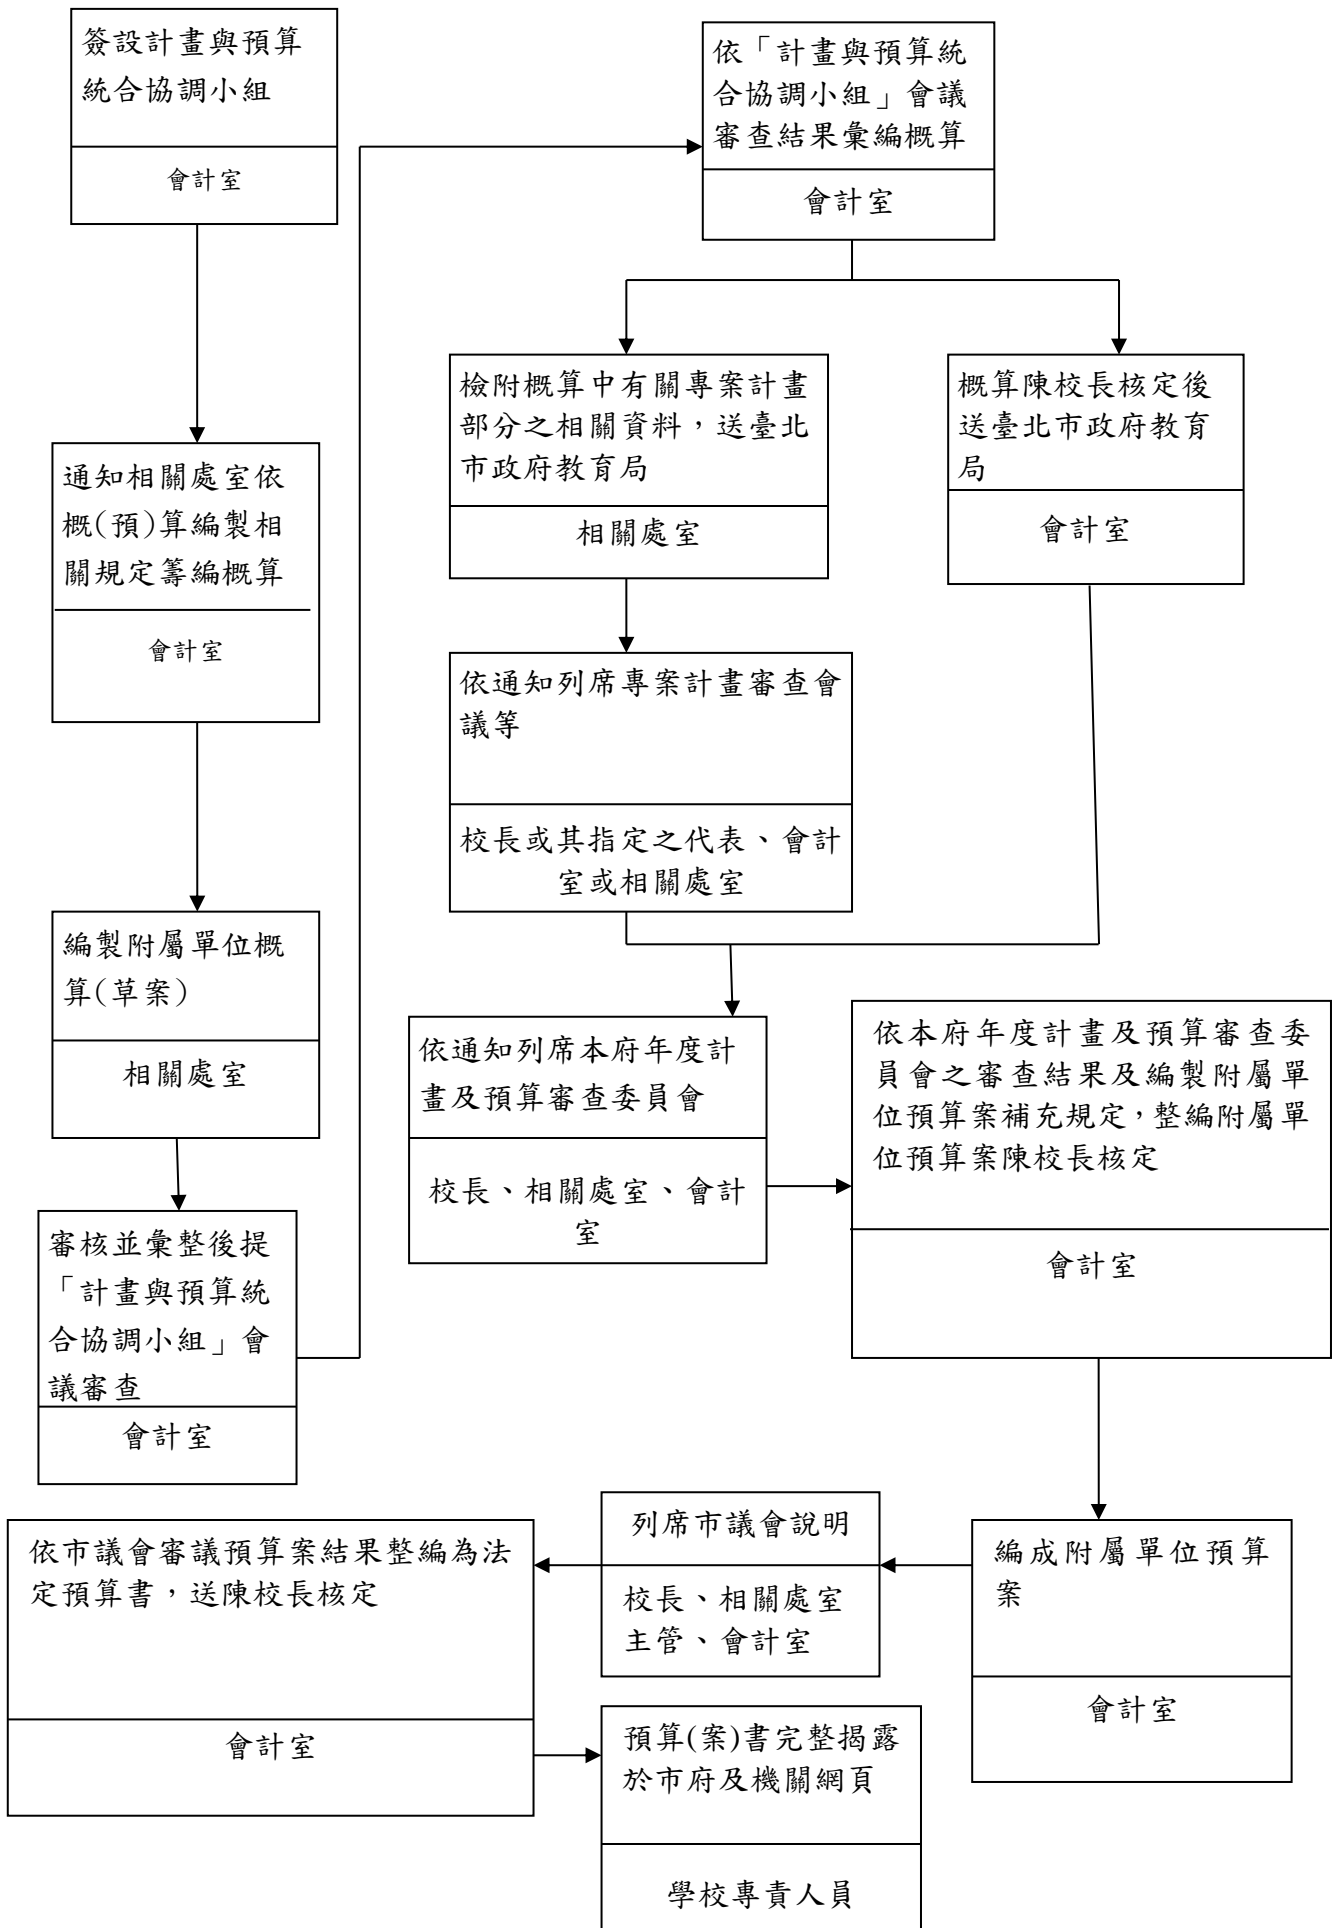 簽設計畫與預算
統合協調小組
會計室
通知相關處室依
概(預)算編製相
關規定籌編概算
會計室
編製附屬單位概
算(草案)
相關處室
審核並彙整後提
「計畫與預算統
合協調小組」會
議審查
會計室
依「計畫與預算統
合協調小組」會議
審查結果彙編概算
會計室
檢附概算中有關專案計畫
部分之相關資料，送臺北
市政府教育局
相關處室
概算陳校長核定後
送臺北市政府教育
局
會計室
依通知列席專案計畫審查會
議等
校長或其指定之代表、會計
室或相關處室
依通知列席本府年度計
畫及預算審查委員會
校長、相關處室、會計
室
依本府年度計畫及預算審查委
員會之審查結果及編製附屬單
位預算案補充規定，整編附屬單
位預算案陳校長核定
會計室
編成附屬單位預算
案
會計室
列席市議會說明
校長、相關處室
主管、會計室
依市議會審議預算案結果整編為法
定預算書，送陳校長核定
會計室
預算(案)書完整揭露
於市府及機關網頁
學校專責人員